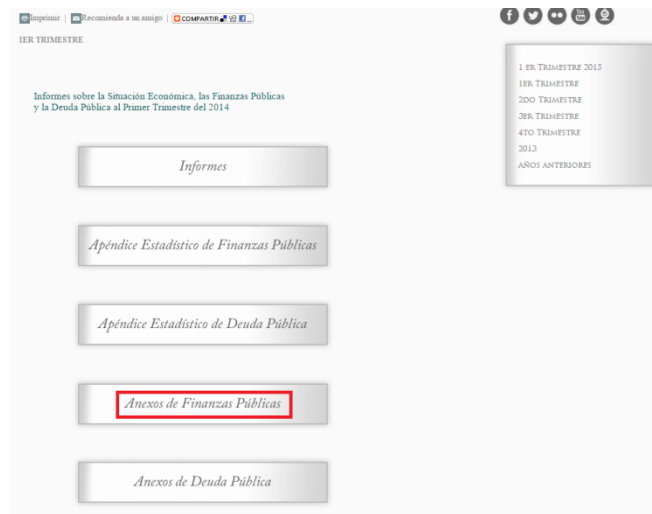 Imprimir | Recomienda a un amigo | COMPARTIR
1ER TRIMESTRE
Informes sobre la Situación Económica, las Finanzas Públicas
y la Deuda Pública al Primer Trimestre del 2014
Informes
Apéndice Estadístico de Finanzas Públicas
Apéndice Estadístico de Deuda Pública
Anexos de Finanzas Públicas
Anexos de Deuda Pública
1 ER TRIMESTRE 2015
1ER TRIMESTRE
2DO TRIMESTRE
3ER TRIMESTRE
4TO TRIMESTRE
2013
AÑOS ANTERIORES